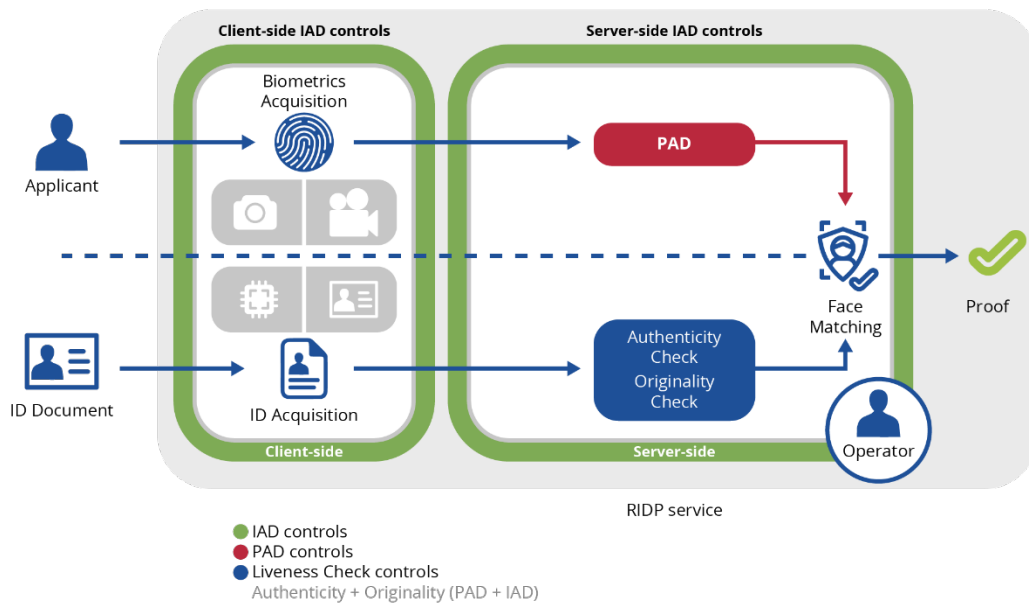 Client-side IAD controls
Server-side IAD controls
Biometrics
Acquisition
PAD
Applicant
Face
Matching
Proof
Authenticity
Check
Originality
Check
ID Document
ID Acquisition
Operator
Client-side
Server-side
RIDP service
IAD controls
PAD controls
Liveness Check controls
Authenticity + Originality (PAD + IAD)